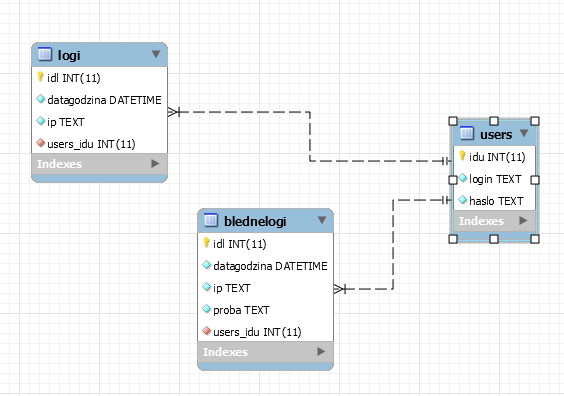 logi
idl INT(11)
datagodzina DATETIME
ip TEXT
users_idu INT(11)
Indexes
users
idu INT(11)
login TEXT
haslo TEXT
Indexes
blednelogi
idl INT(11)
datagodzina DATETIME
ip TEXT
proba TEXT
users_idu INT(11)
Indexes